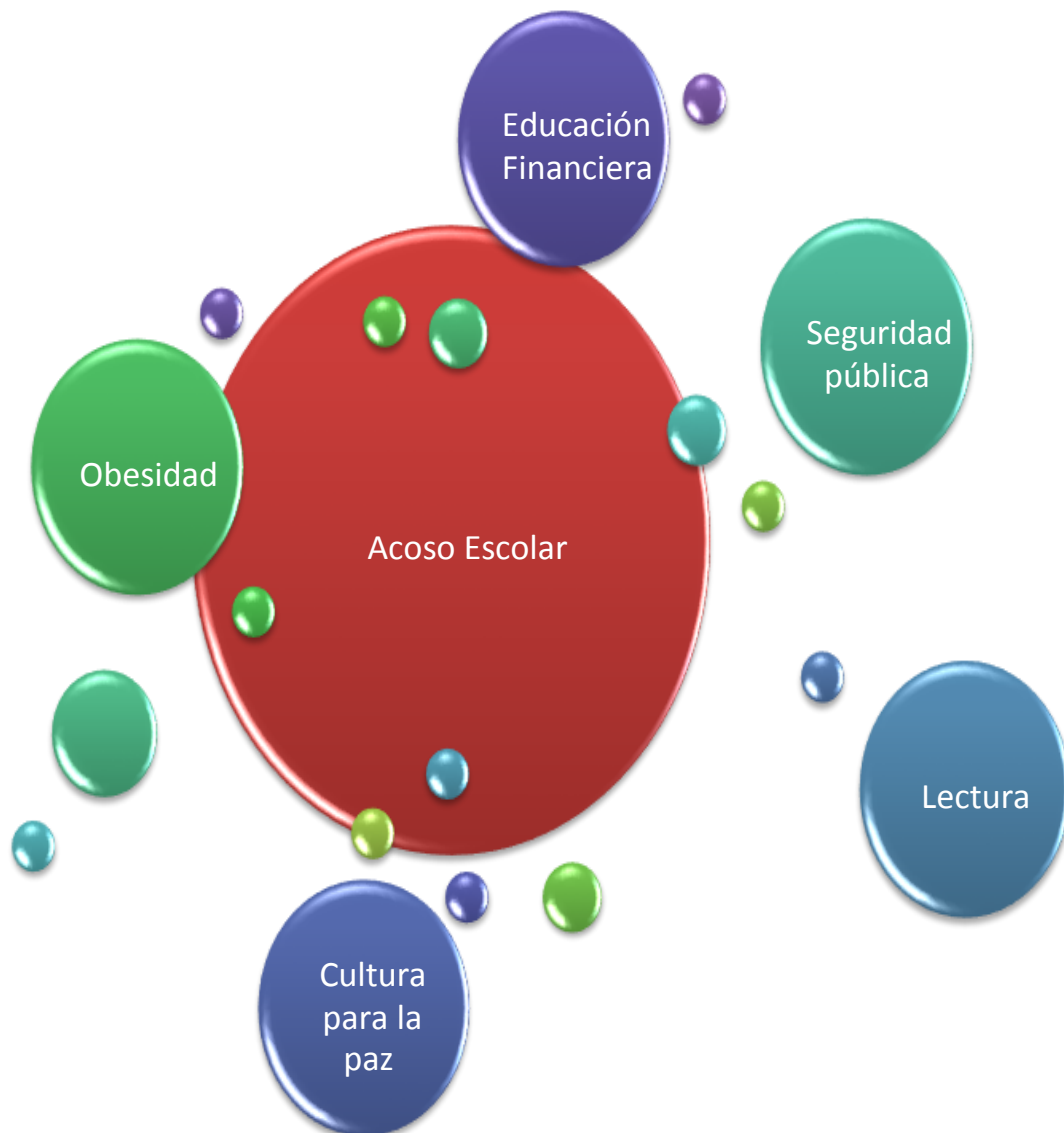 Educación
Financiera
Seguridad
pública
Obesidad
Acoso Escolar
Lectura
Cultura
para la
paz